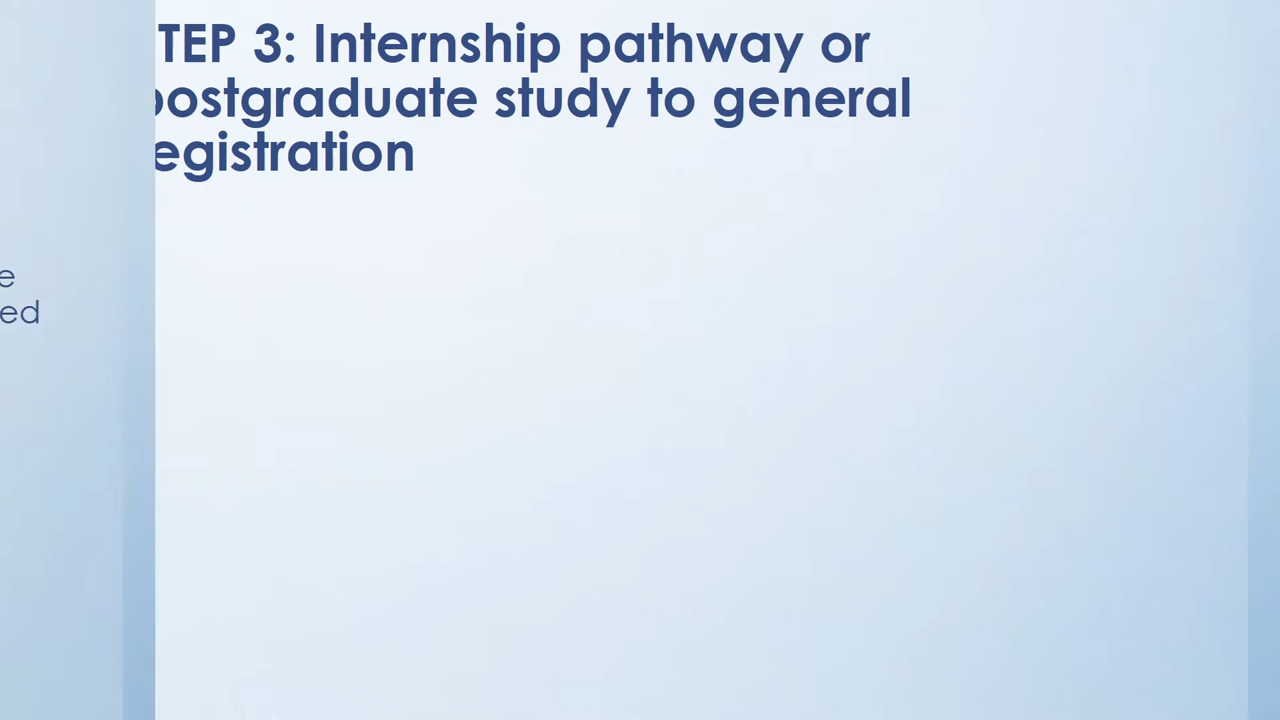 TEP 3: Internship pathway or
postgraduate study to general
egistration
e
ed